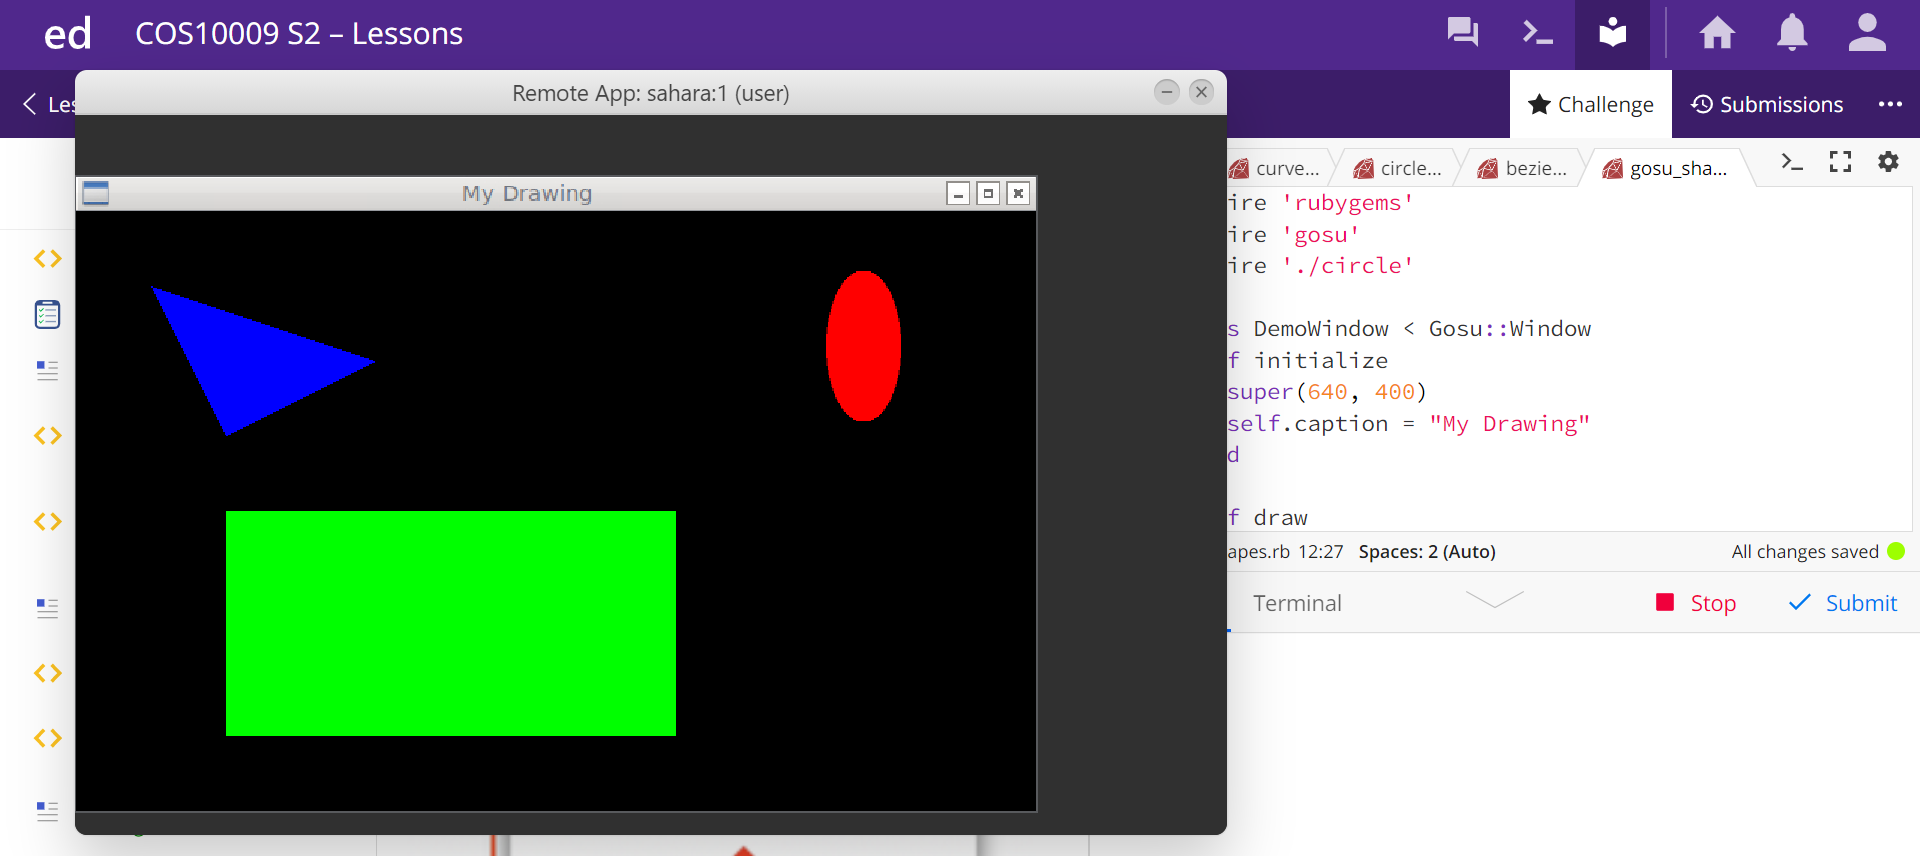 ed COS10009 S2 – Lessons
Les
Challenge Submissions
Remote App: sahara:1 (user)
My Drawing
curve... circle... bezie... gosu_sha...
ire 'rubygems'
ire 'gosu'
ire './circle'
s DemoWindow < Gosu::Window
f initialize
super(640, 400)
self.caption = "My Drawing"
d
f draw
apes.rb 12:27 Spaces: 2 (Auto) All changes saved
Terminal Stop Submit